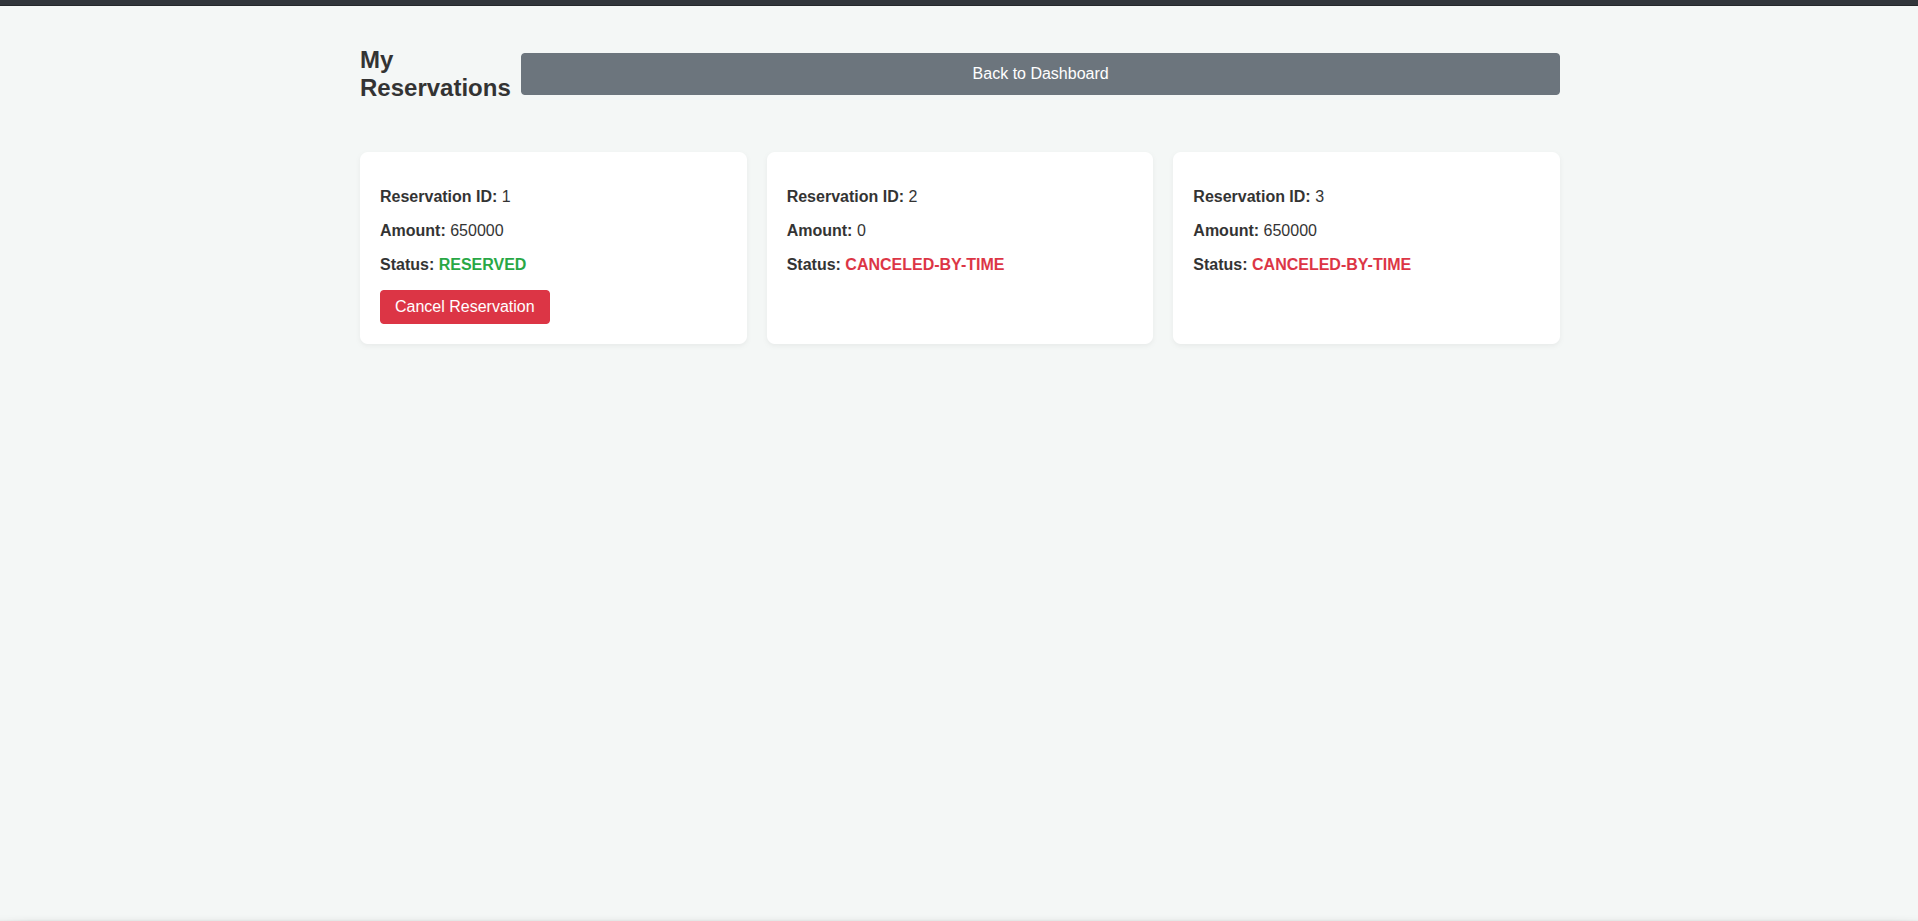 My
Reservations
Back to Dashboard
Reservation ID: 1
Amount: 650000
Status: RESERVED
Cancel Reservation
Reservation ID: 2
Amount: 0
Status: CANCELED-BY-TIME
Reservation ID: 3
Amount: 650000
Status: CANCELED-BY-TIME